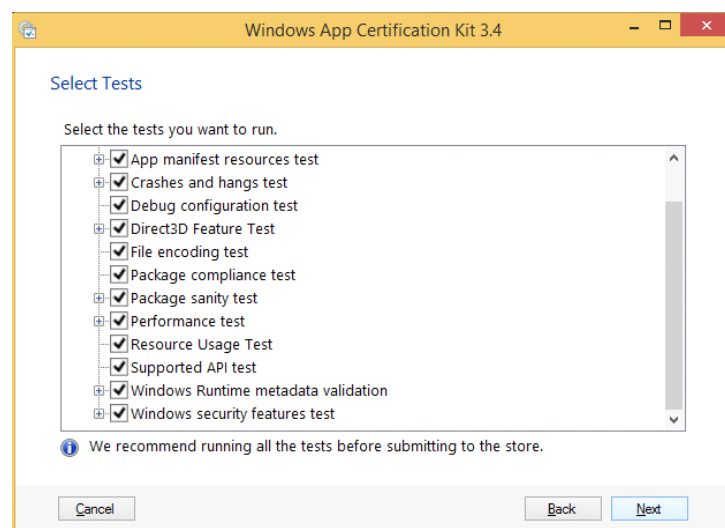 Windows App Certification Kit 3.4
Select Tests
Select the tests you want to run.
App manifest resources test
Crashes and hangs test
Debug configuration test
Direct3D Feature Test
File encoding test
Package compliance test
Package sanity test
Performance test
Resource Usage Test
Supported API test
Windows Runtime metadata validation
Windows security features test
We recommend running all the tests before submitting to the store.
Cancel Back Next